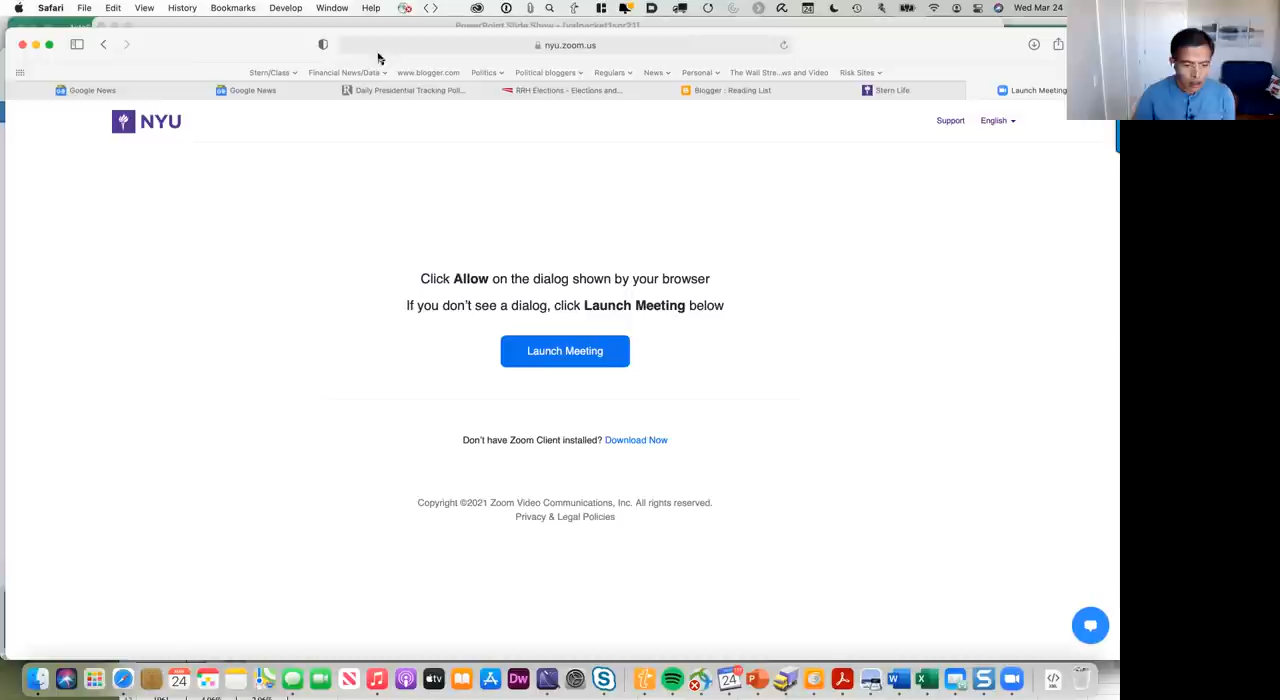 Safari File Edit View History Bookmarks Develop Window Help Wed Mar 24
PowerPoint Slide Show - [valpacket1spr21]
nyu.zoom.us
Stern/Class Financial News/Data www.blogger.com Politics Political bloggers Regulars News Personal The Wall Stre...ws and Video Risk Sites
Google News Google News Daily Presidential Tracking Poll... RRH Elections - Elections and... Blogger : Reading List Stern Life Launch Meeting
NYU
Support English
Click Allow on the dialog shown by your browser
If you don't see a dialog, click Launch Meeting below
Launch Meeting
Don't have Zoom Client installed? Download Now
Copyright ©2021 Zoom Video Communications, Inc. All rights reserved.
Privacy & Legal Policies